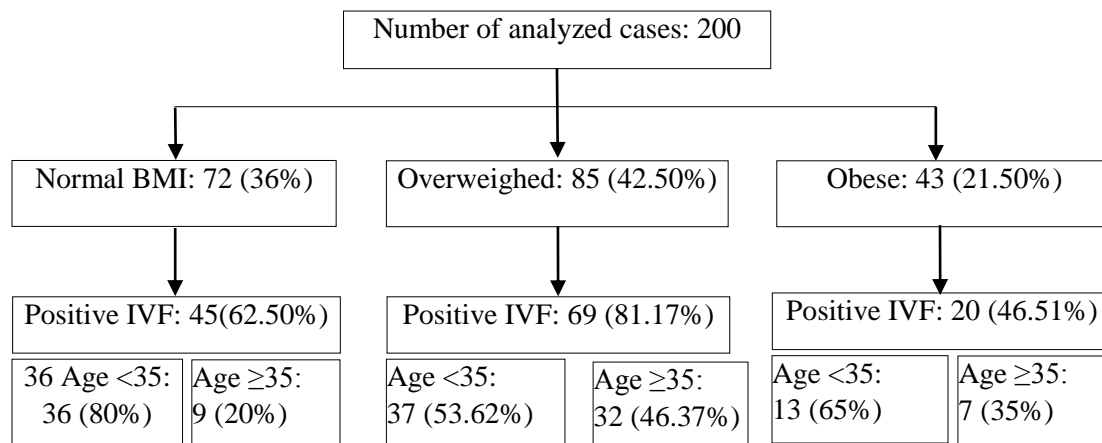 Number of analyzed cases: 200
Normal BMI: 72 (36%)
Overweighed: 85 (42.50%)
Obese: 43 (21.50%)
Positive IVF: 45(62.50%)
Positive IVF: 69 (81.17%)
Positive IVF: 20 (46.51%)
36 Age <35:
36 (80%)
Age ≥35:
9 (20%)
Age <35:
37 (53.62%)
Age ≥35:
32 (46.37%)
Age <35:
13 (65%)
Age ≥35:
7 (35%)